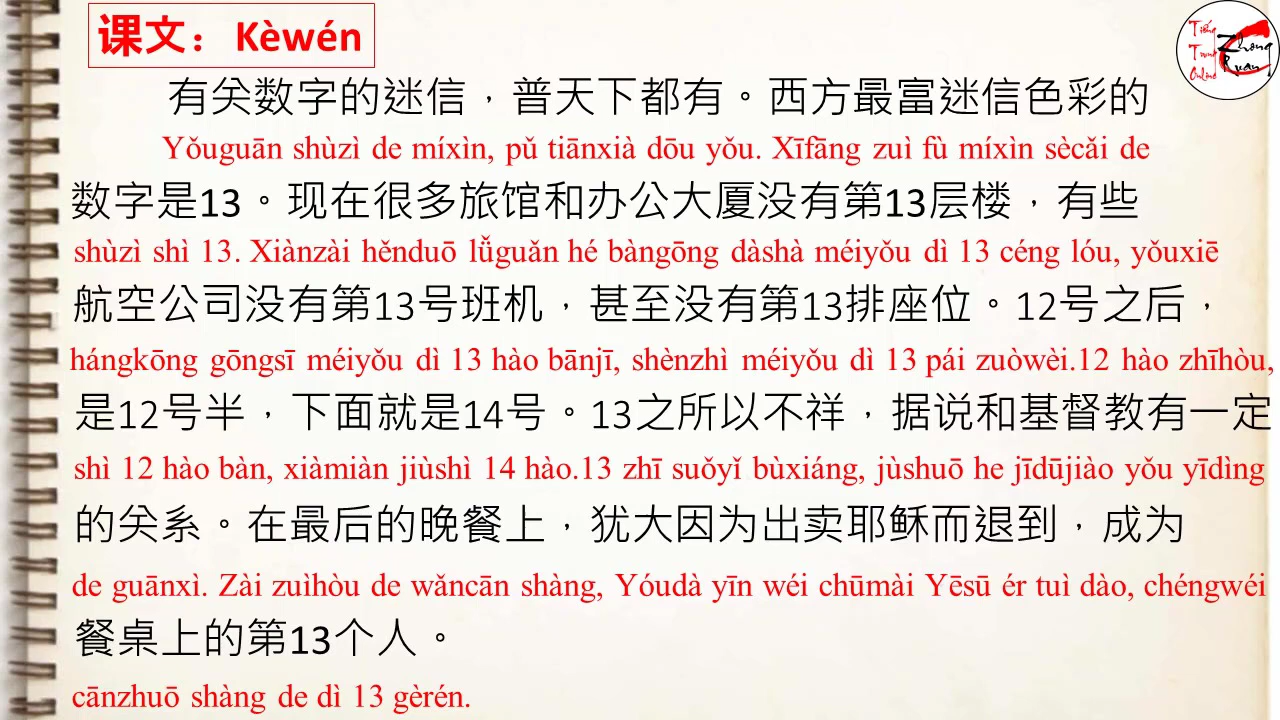 课文：Kèwén
Tiếng
Trung
Online
Zhong
Ruan
有关数字的迷信，普天下都有。西方最富迷信色彩的
Yǒuguān shùzì de míxìn, pǔ tiānxià dōu yǒu. Xīfāng zuì fù míxìn sècǎi de
数字是13。现在很多旅馆和办公大厦没有第13层楼，有些
shùzì shì 13. Xiànzài hěnduō lǚguǎn hé bàngōng dàshà méiyǒu dì 13 céng lóu, yǒuxiē
航空公司没有第13号班机，甚至没有第13排座位。12号之后，
hángkōng gōngsī méiyǒu dì 13 hào bānjī, shènzhì méiyǒu dì 13 pái zuòwèi.12 hào zhīhòu,
是12号半，下面就是14号。13之所以不祥，据说和基督教有一定
shì 12 hào bàn, xiàmiàn jiùshì 14 hào.13 zhī suǒyǐ bùxiáng, jùshuō he jīdūjiào yǒu yīdìng
的关系。在最后的晚餐上，犹大因为出卖耶稣而退到，成为
de guānxì. Zài zuìhòu de wǎncān shàng, Yóudà yīn wéi chūmài Yēsū ér tuì dào, chéngwéi
餐桌上的第13个人。
cānzhuō shàng de dì 13 gèrén.